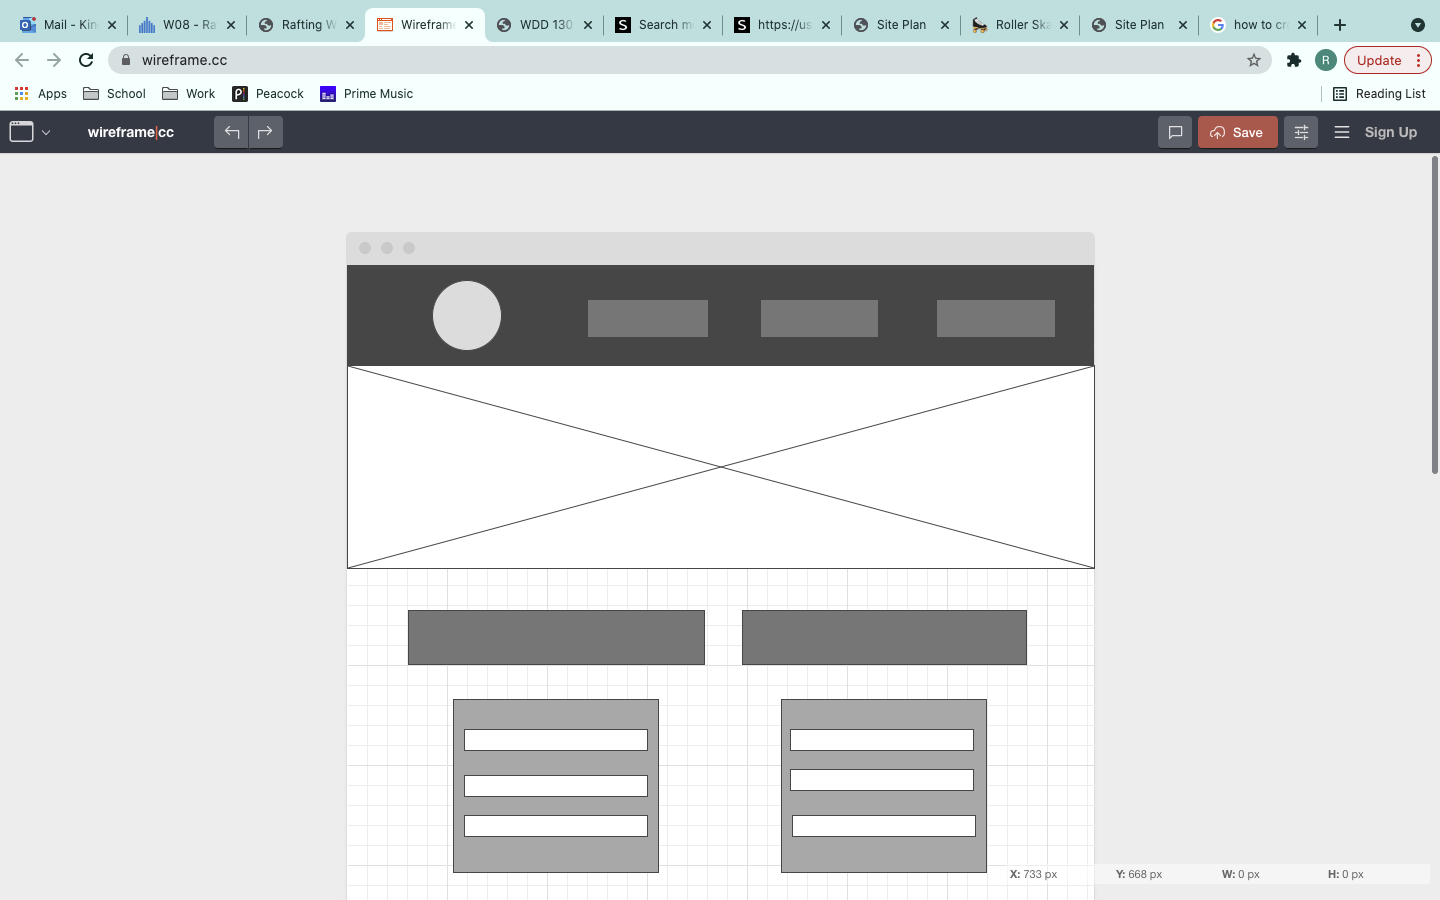 Mail - Kin
W08 - Ra
Rafting W
Wireframe
WDD 130
Search m
https://us
Site Plan
Roller Ska
Site Plan
how to cr
wireframe.cc
R
Update
Apps
School
Work
Peacock
Prime Music
Reading List
wireframe|cc
Save
Sign Up
X: 733 px Y: 668 px W: 0 px H: 0 px